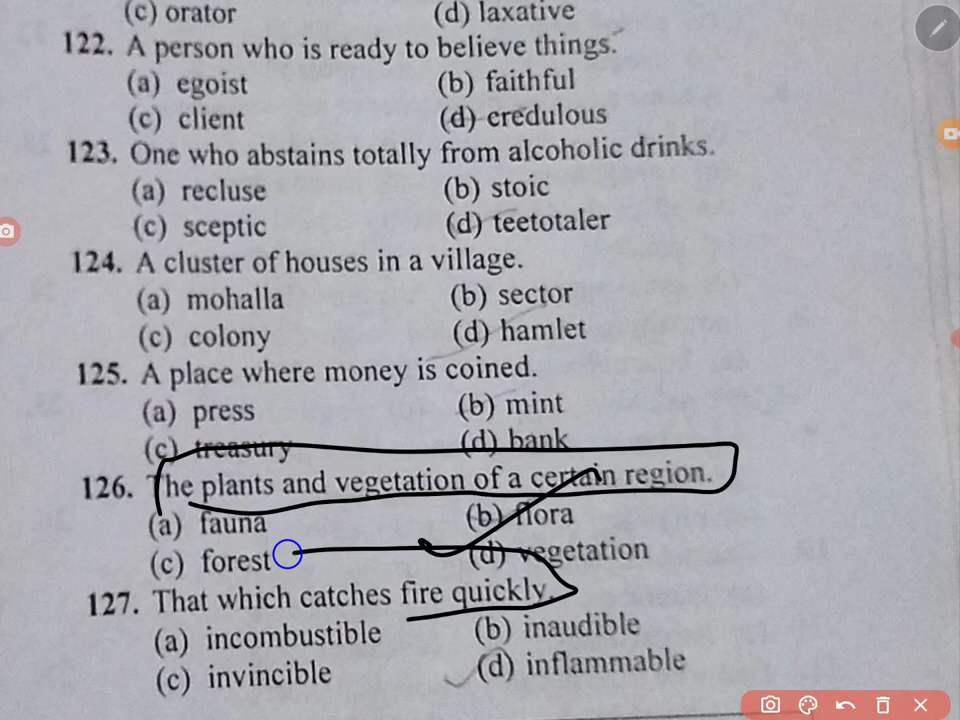 (c) orator (d) laxative
122. A person who is ready to believe things.
(a) egoist (b) faithful
(c) client (d) credulous
123. One who abstains totally from alcoholic drinks.
(a) recluse (b) stoic
(c) sceptic (d) teetotaler
124. A cluster of houses in a village.
(a) mohalla (b) sector
(c) colony (d) hamlet
125. A place where money is coined.
(a) press (b) mint
(c) treasury (d) bank
126. The plants and vegetation of a certain region.
(a) fauna (b) flora
(c) forest (d) vegetation
127. That which catches fire quickly.
(a) incombustible (b) inaudible
(c) invincible (d) inflammable